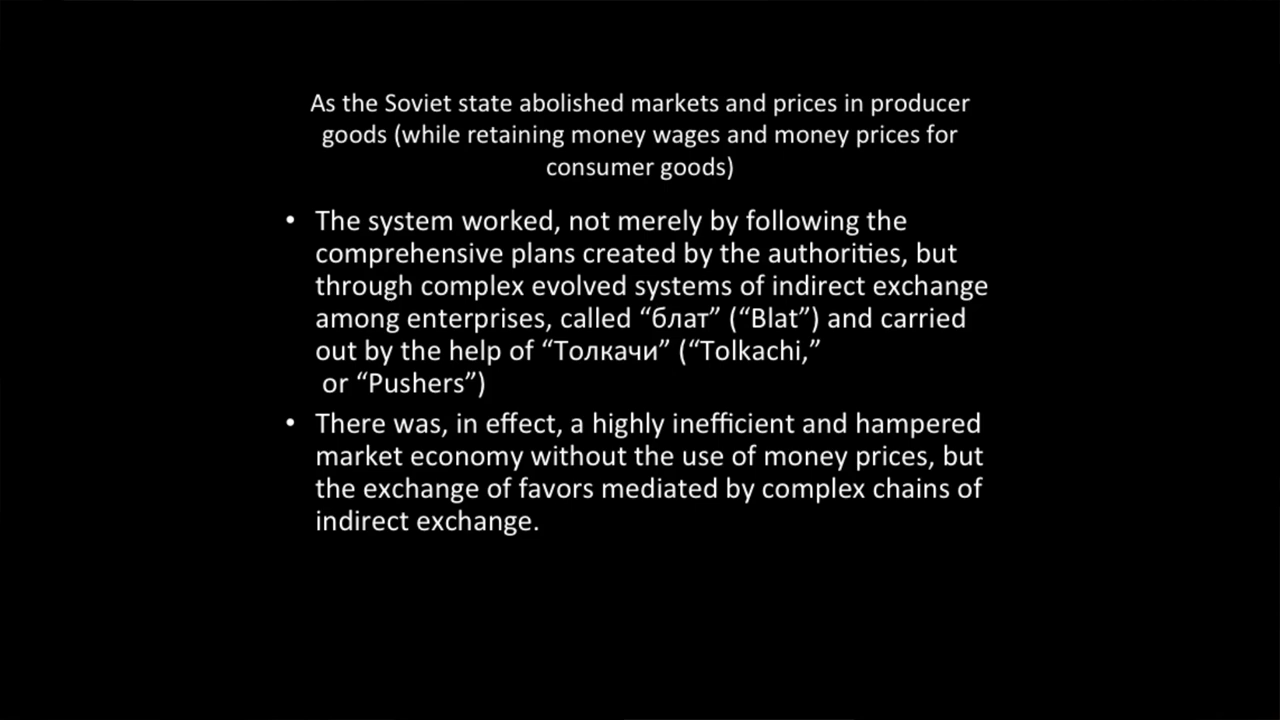 As the Soviet state abolished markets and prices in producer
goods (while retaining money wages and money prices for
consumer goods)
• The system worked, not merely by following the
comprehensive plans created by the authorities, but
through complex evolved systems of indirect exchange
among enterprises, called “блат” (“Blat”) and carried
out by the help of “Толкачи” (“Tolkachi,”
or “Pushers”)
• There was, in effect, a highly inefficient and hampered
market economy without the use of money prices, but
the exchange of favors mediated by complex chains of
indirect exchange.